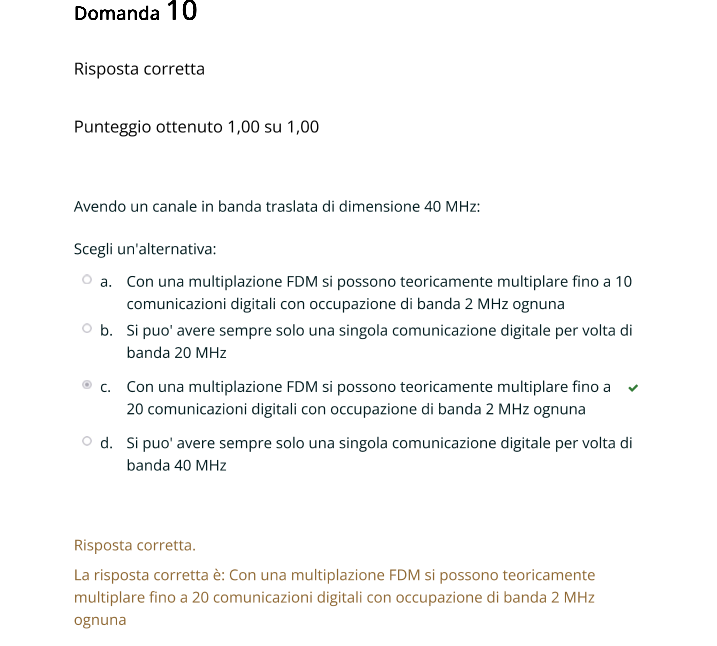 Domanda 10
Risposta corretta
Punteggio ottenuto 1,00 su 1,00
Avendo un canale in banda traslata di dimensione 40 MHz:
Scegli un'alternativa:
a. Con una multiplazione FDM si possono teoricamente multiplare fino a 10
comunicazioni digitali con occupazione di banda 2 MHz ognuna
b. Si puo' avere sempre solo una singola comunicazione digitale per volta di
banda 20 MHz
c. Con una multiplazione FDM si possono teoricamente multiplare fino a
20 comunicazioni digitali con occupazione di banda 2 MHz ognuna
d. Si puo' avere sempre solo una singola comunicazione digitale per volta di
banda 40 MHz
Risposta corretta.
La risposta corretta è: Con una multiplazione FDM si possono teoricamente
multiplare fino a 20 comunicazioni digitali con occupazione di banda 2 MHz
ognuna